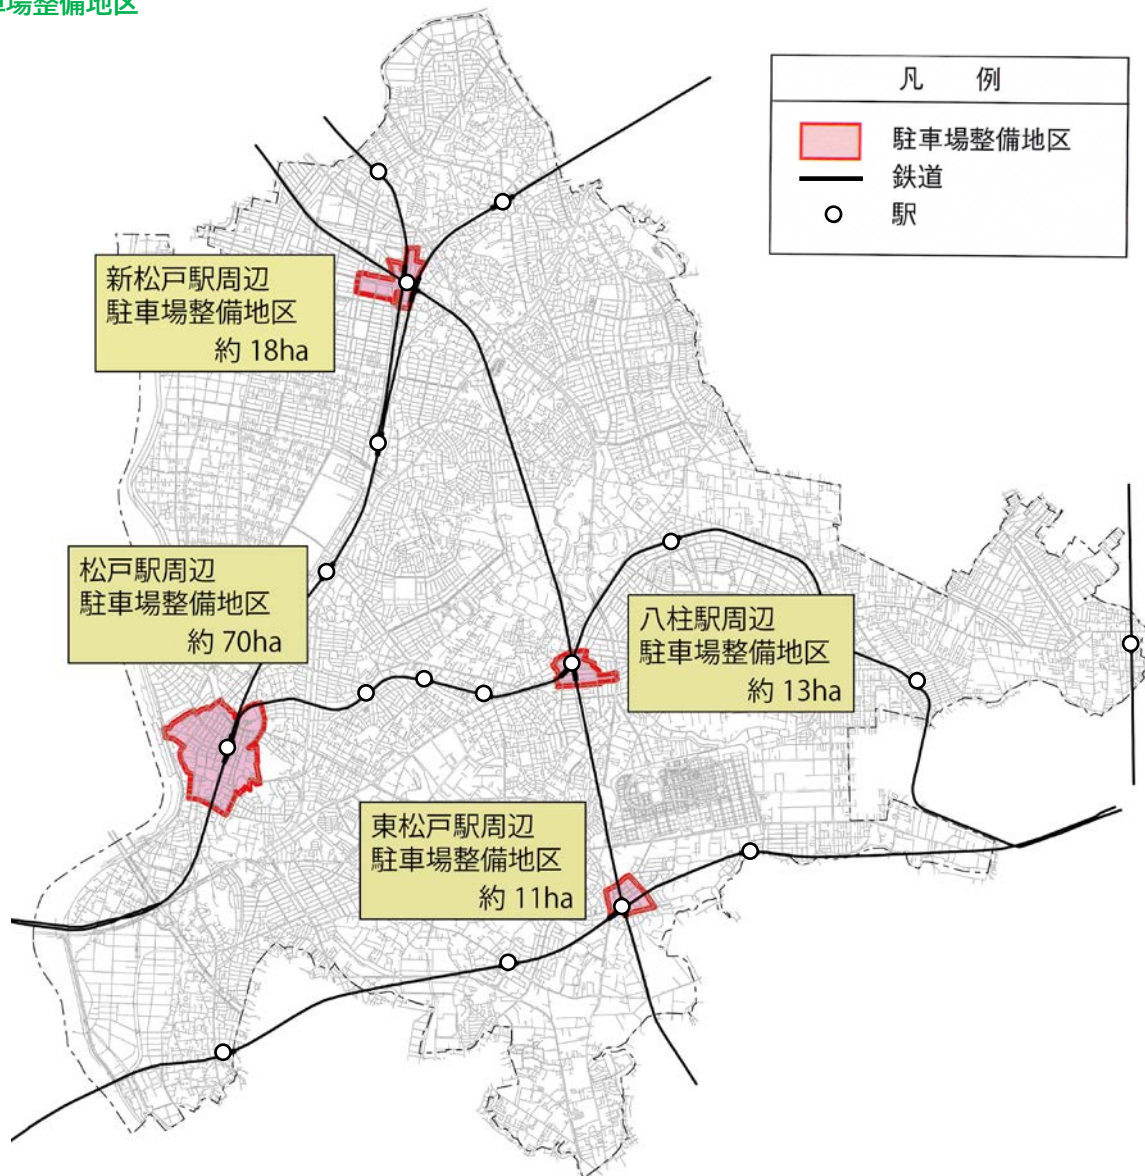 場整備地区
凡 例
駐車場整備地区
鉄道
駅
新松戸駅周辺
駐車場整備地区
約 18ha
松戸駅周辺
駐車場整備地区
約 70ha
八柱駅周辺
駐車場整備地区
約 13ha
東松戸駅周辺
駐車場整備地区
約 11ha